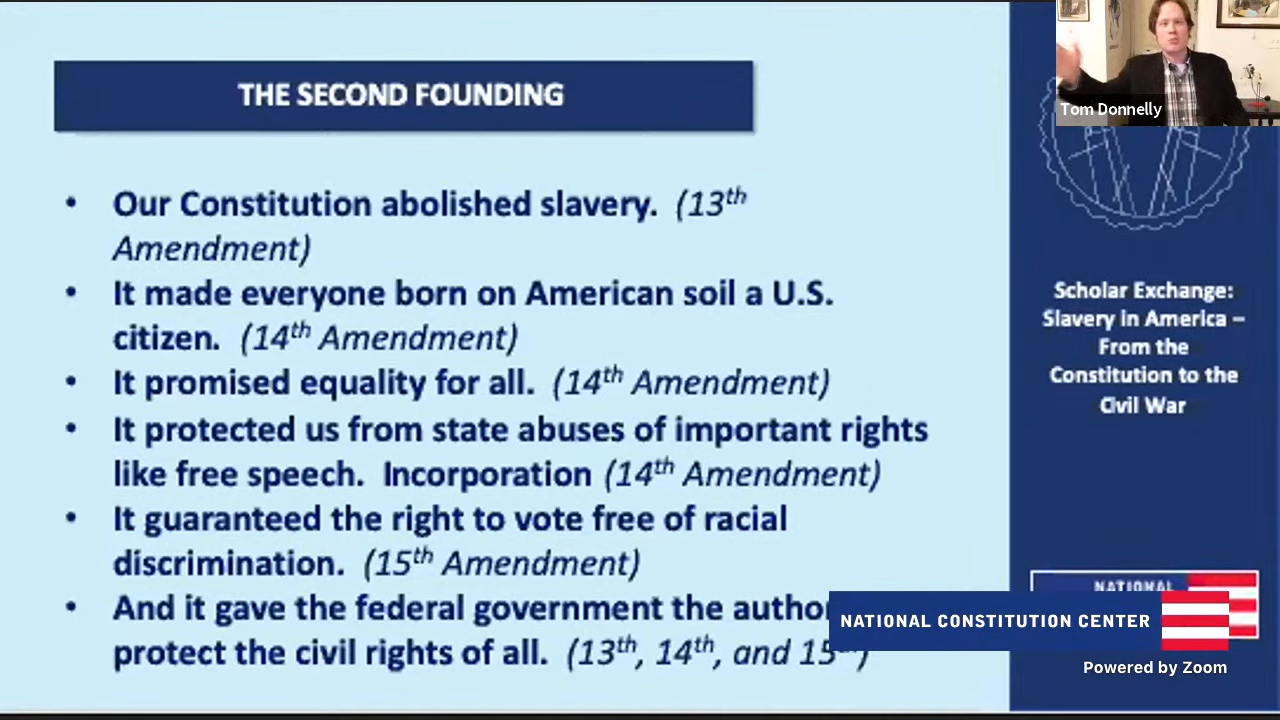 THE SECOND FOUNDING
• Our Constitution abolished slavery. (13th
Amendment)
• It made everyone born on American soil a U.S.
citizen. (14th Amendment)
• It promised equality for all. (14th Amendment)
• It protected us from state abuses of important rights
like free speech. Incorporation (14th Amendment)
• It guaranteed the right to vote free of racial
discrimination. (15th Amendment)
• And it gave the federal government the
protect the civil rights of all. (13th, 14th, and 15th)
Tom Donnelly
Scholar Exchange:
Slavery in America –
From the
Constitution to the
Civil War
NATIONAL
NATIONAL CONSTITUTION CENTER
Powered by Zoom